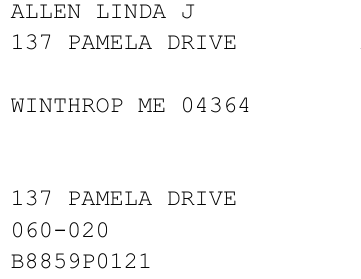 ALLEN LINDA J
137 PAMELA DRIVE
WINTHROP ME 04364
137 PAMELA DRIVE
060-020
B8859P0121